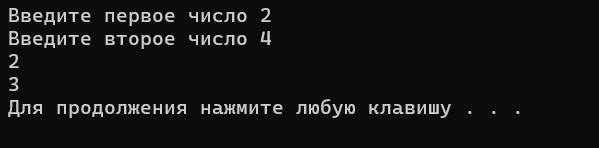 Введите первое число 2
Введите второе число 4
2
3
Для продолжения нажмите любую клавишу . . .